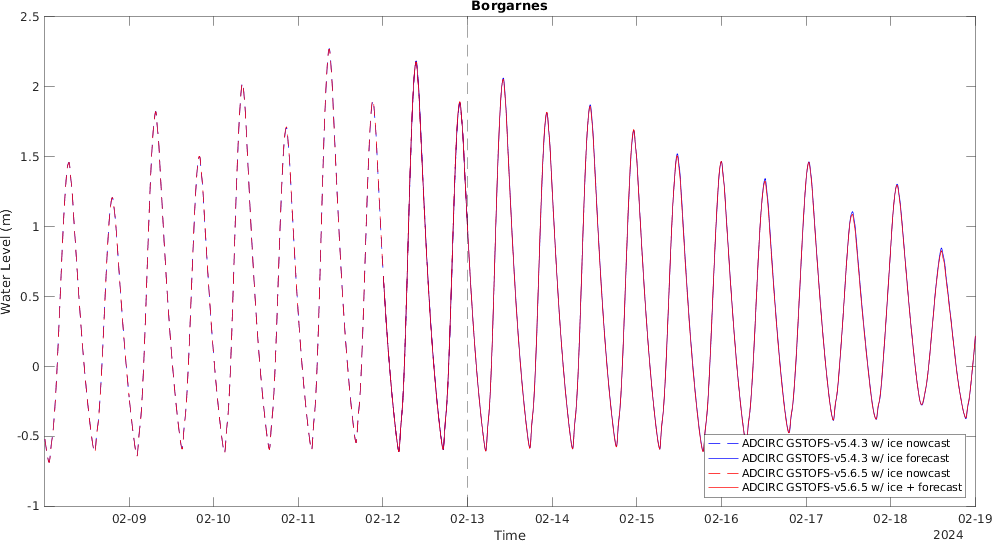 Borgarnes
Water Level (m)
2.5
2
1.5
1
0.5
0
-0.5
-1
02-09 02-10 02-11 02-12 02-13 02-14 02-15 02-16 02-17 02-18 02-19
Time
2024
ADCIRC GSTOFS-v5.4.3 w/ ice nowcast
ADCIRC GSTOFS-v5.4.3 w/ ice forecast
ADCIRC GSTOFS-v5.6.5 w/ ice nowcast
ADCIRC GSTOFS-v5.6.5 w/ ice + forecast